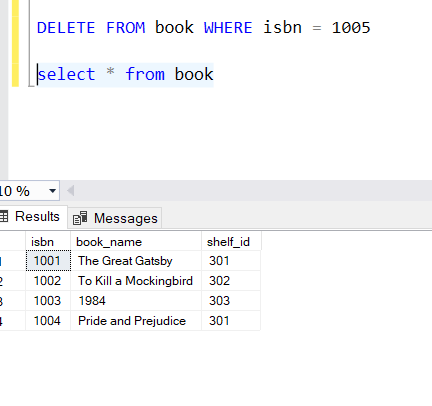 DELETE FROM book WHERE isbn = 1005
select * from book
10 %
Results Messages
isbn book_name shelf_id
1 1001 The Great Gatsby 301
2 1002 To Kill a Mockingbird 302
3 1003 1984 303
4 1004 Pride and Prejudice 301